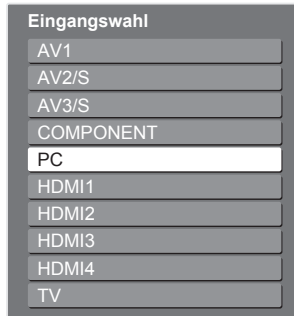 Eingangswahl
AV1
AV2/S
AV3/S
COMPONENT
PC
HDMI1
HDMI2
HDMI3
HDMI4
TV